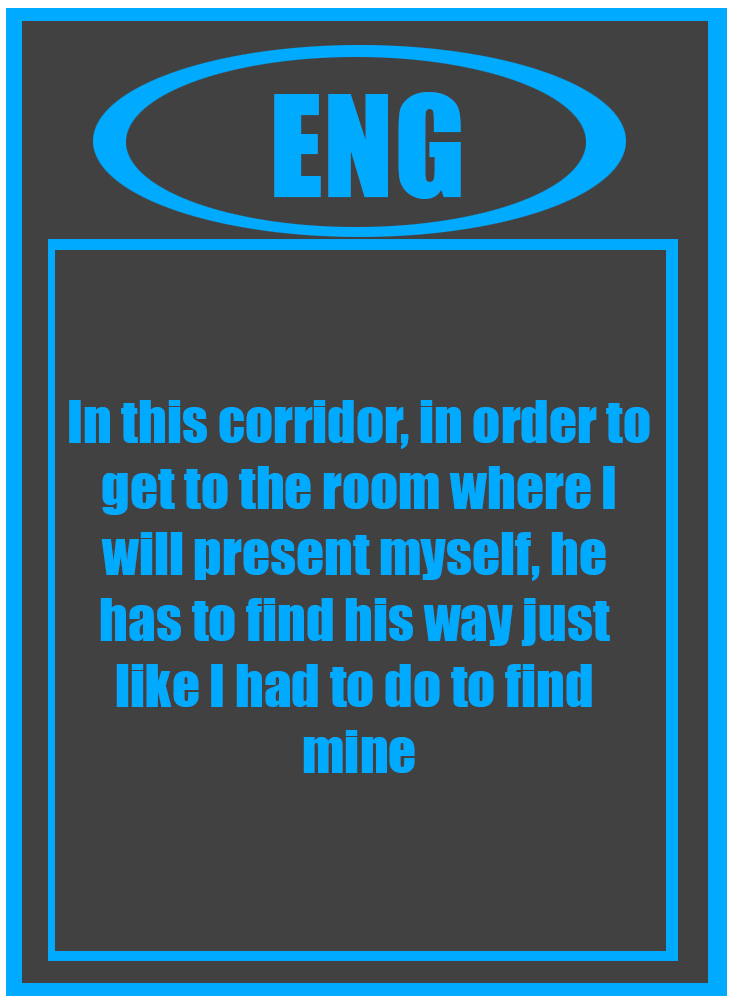 ENG
In this corridor, in order to
get to the room where I
will present myself, he
has to find his way just
like I had to do to find
mine